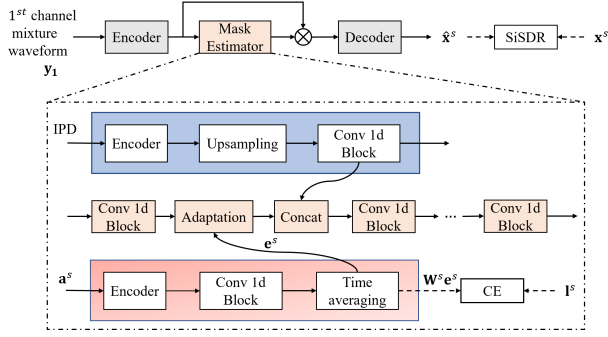 1st channel
mixture
waveform
y1
Encoder
Mask
Estimator
Decoder
x̂s
SiSDR
xs
IPD
Encoder
Upsampling
Conv 1d
Block
Conv 1d
Block
Adaptation
Concat
Conv 1d
Block
...
Conv 1d
Block
es
as
Encoder
Conv 1d
Block
Time
averaging
Wses
CE
ls